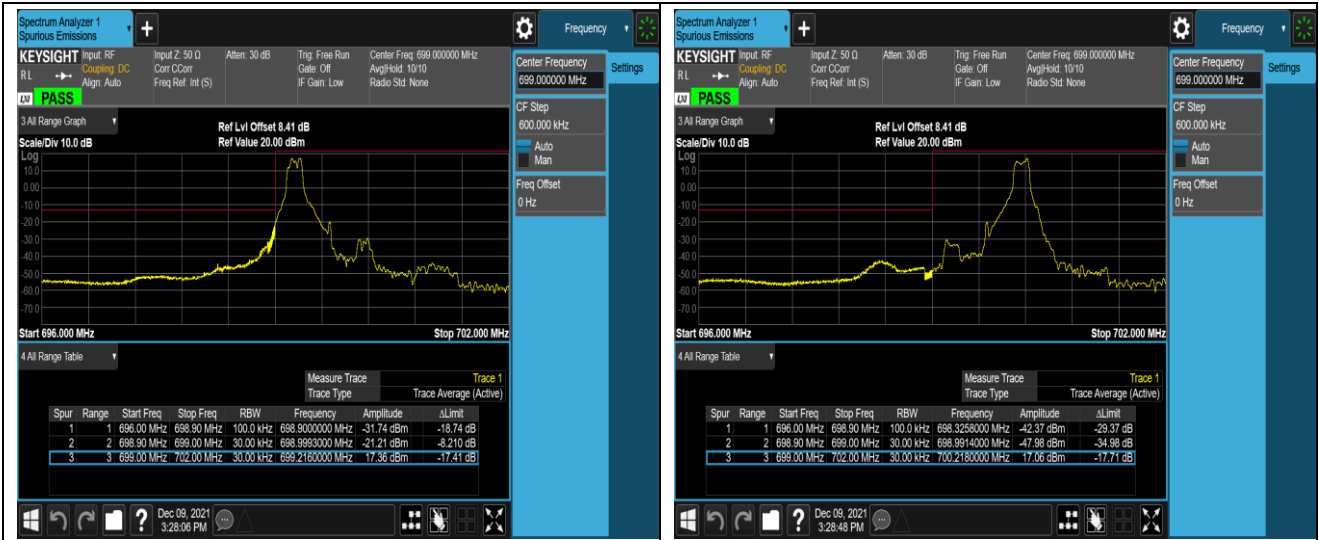 Spectrum Analyzer 1
Spurious Emissions
+
Frequency
KEYSIGHT Input: RF Input Z: 50 Ω Atten: 30 dB Trig: Free Run Center Freq: 699.000000 MHz
RL Coupling: DC Corr CCorr Gate: Off Avg|Hold: 10/10
Align: Auto Freq Ref: Int (S) IF Gain: Low Radio Std: None
LXI PASS
Center Frequency
699.000000 MHz
Settings
CF Step
600.000 kHz
Auto
Man
Freq Offset
0 Hz
3 All Range Graph
Ref Lvl Offset 8.41 dB
Scale/Div 10.0 dB Ref Value 20.00 dBm
Log
10.0
0.00
-10.0
-20.0
-30.0
-40.0
-50.0
-60.0
-70.0
Start 696.000 MHz Stop 702.000 MHz
4 All Range Table
Measure Trace Trace 1
Trace Type Trace Average (Active)
Spur Range Start Freq Stop Freq RBW Frequency Amplitude ΔLimit
1 1 696.00 MHz 698.90 MHz 100.0 kHz 698.9000000 MHz -31.74 dBm -18.74 dB
2 2 698.90 MHz 699.00 MHz 30.00 kHz 698.9993000 MHz -21.21 dBm -8.210 dB
3 3 699.00 MHz 702.00 MHz 30.00 kHz 699.2160000 MHz 17.36 dBm -17.41 dB
? Dec 09, 2021
3:28:06 PM
Spectrum Analyzer 1
Spurious Emissions
+
Frequency
KEYSIGHT Input: RF Input Z: 50 Ω Atten: 30 dB Trig: Free Run Center Freq: 699.000000 MHz
RL Coupling: DC Corr CCorr Gate: Off Avg|Hold: 10/10
Align: Auto Freq Ref: Int (S) IF Gain: Low Radio Std: None
LXI PASS
Center Frequency
699.000000 MHz
Settings
CF Step
600.000 kHz
Auto
Man
Freq Offset
0 Hz
3 All Range Graph
Ref Lvl Offset 8.41 dB
Scale/Div 10.0 dB Ref Value 20.00 dBm
Log
10.0
0.00
-10.0
-20.0
-30.0
-40.0
-50.0
-60.0
-70.0
Start 696.000 MHz Stop 702.000 MHz
4 All Range Table
Measure Trace Trace 1
Trace Type Trace Average (Active)
Spur Range Start Freq Stop Freq RBW Frequency Amplitude ΔLimit
1 1 696.00 MHz 698.90 MHz 100.0 kHz 698.3258000 MHz -42.37 dBm -29.37 dB
2 2 698.90 MHz 699.00 MHz 30.00 kHz 698.9914000 MHz -47.98 dBm -34.98 dB
3 3 699.00 MHz 702.00 MHz 30.00 kHz 700.2180000 MHz 17.06 dBm -17.71 dB
? Dec 09, 2021
3:28:48 PM